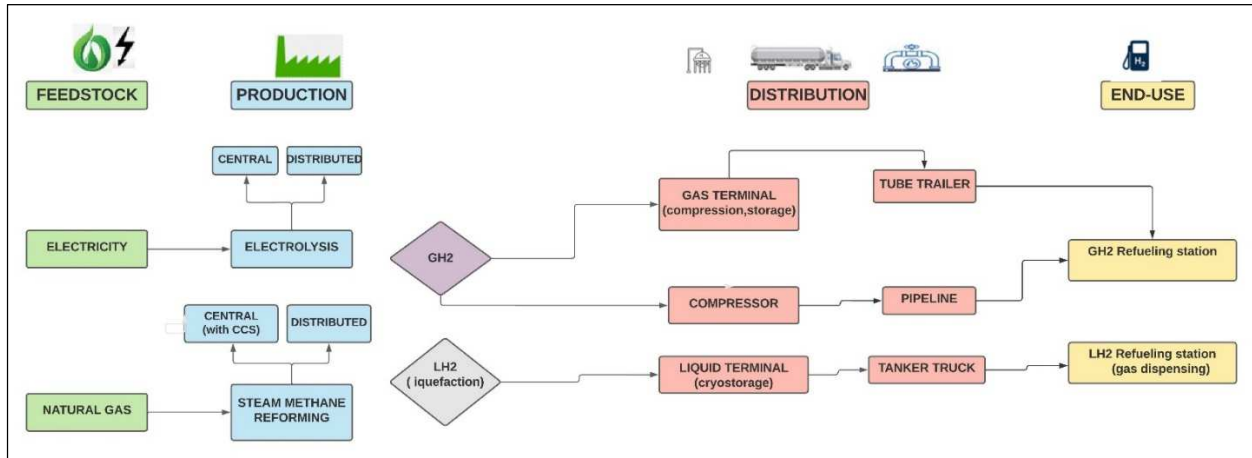 H2
FEEDSTOCK
PRODUCTION
DISTRIBUTION
END-USE
CENTRAL
DISTRIBUTED
ELECTRICITY
ELECTROLYSIS
CENTRAL
(with CCS)
DISTRIBUTED
NATURAL GAS
STEAM METHANE
REFORMING
GH2
GAS TERMINAL
(compression,storage)
TUBE TRAILER
GH2 Refueling station
COMPRESSOR
PIPELINE
LH2
( iquefaction)
LIQUID TERMINAL
(cryostorage)
TANKER TRUCK
LH2 Refueling station
(gas dispensing)